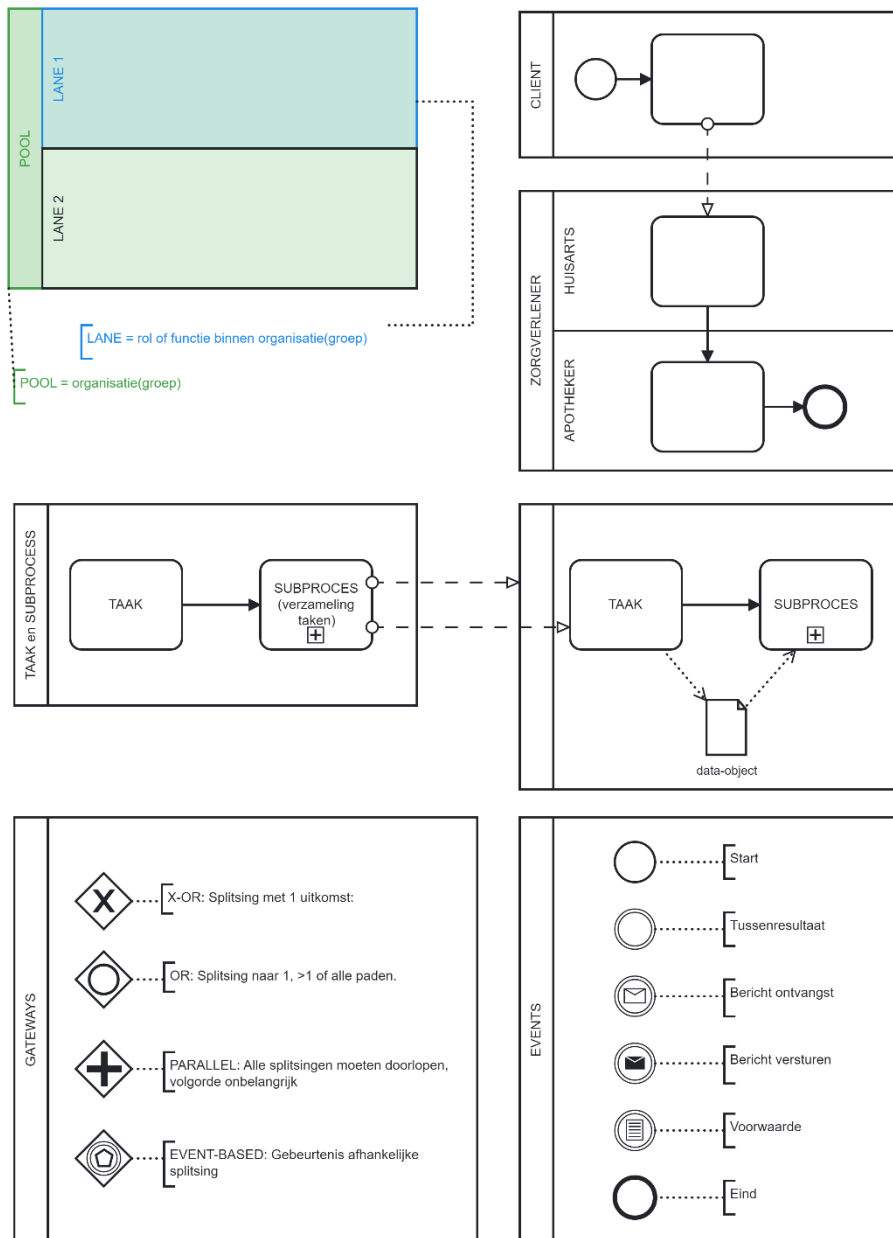 POOL
LANE 1
LANE 2
LANE = rol of functie binnen organisatie(groep)
POOL = organisatie(groep)
CLIENT
ZORGVERLENER
HUISARTS
APOTHEKER
TAAK en SUBPROCESS
TAAK
SUBPROCES
(verzameling
taken)
TAAK
SUBPROCES
data-object
GATEWAYS
X
X-OR: Splitsing met 1 uitkomst:
OR: Splitsing naar 1, >1 of alle paden.
PARALLEL: Alle splitsingen moeten doorlopen,
volgorde onbelangrijk
EVENT-BASED: Gebeurtenis afhankelijke
splitsing
EVENTS
Start
Tussenresultaat
Bericht ontvangst
Bericht versturen
Voorwaarde
Eind